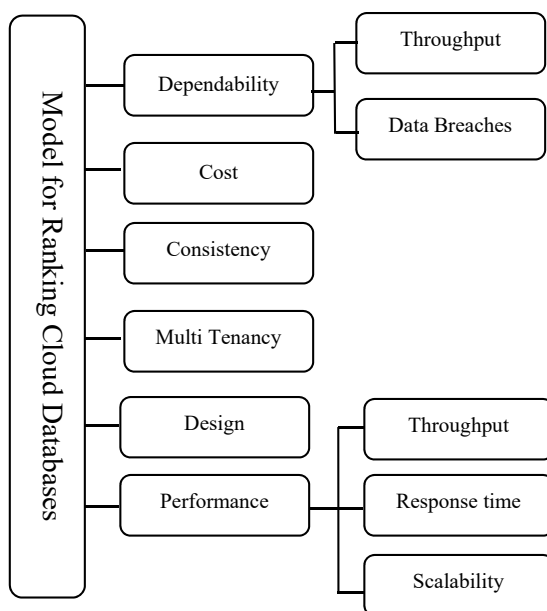 Model for Ranking Cloud Databases
Dependability
Throughput
Data Breaches
Cost
Consistency
Multi Tenancy
Design
Performance
Throughput
Response time
Scalability